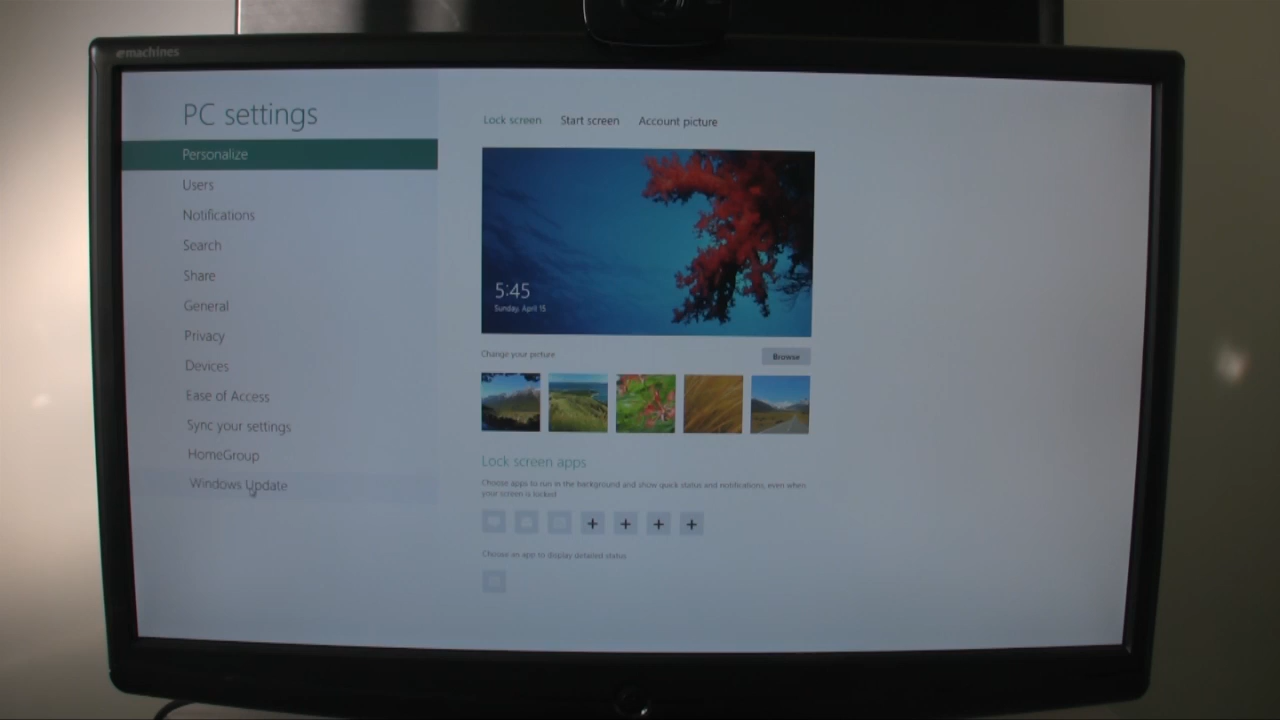 emachines
PC settings
Personalize
Users
Notifications
Search
Share
General
Privacy
Devices
Ease of Access
Sync your settings
HomeGroup
Windows Update
Lock screen Start screen Account picture
5:45
Sunday, April 15
Change your picture
Browse
Lock screen apps
Choose apps to run in the background and show quick status and notifications, even when
your screen is locked
Choose an app to display detailed status